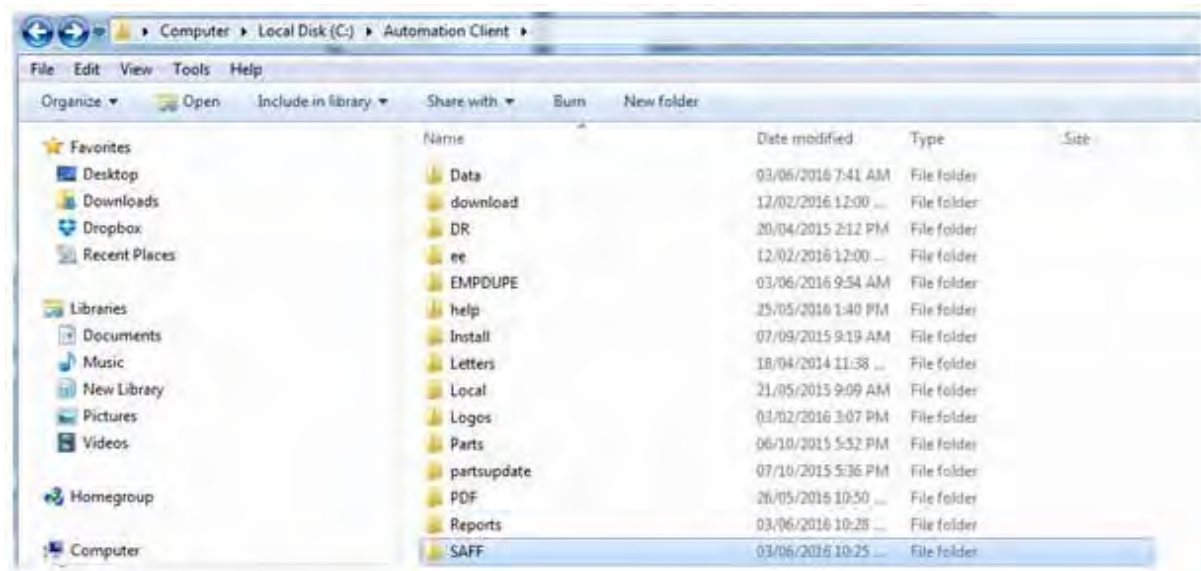 Computer ▸ Local Disk (C:) ▸ Automation Client ▸
File Edit View Tools Help
Organize ▾ Open Include in library ▾ Share with ▾ Burn New folder
Name Date modified Type Size
Favorites
Desktop
Downloads
Dropbox
Recent Places
Libraries
Documents
Music
New Library
Pictures
Videos
Homegroup
Computer
Data 03/06/2016 7:41 AM File folder
download 12/02/2016 12:00 ... File folder
DR 20/04/2015 2:12 PM File folder
ee 12/02/2016 12:00 ... File folder
EMPDUPE 03/06/2016 9:54 AM File folder
help 25/05/2016 1:40 PM File folder
Install 07/09/2015 9:19 AM File folder
Letters 18/04/2014 11:38 ... File folder
Local 21/05/2015 9:09 AM File folder
Logos 03/02/2016 3:07 PM File folder
Parts 06/10/2015 5:52 PM File folder
partsupdate 07/10/2015 5:36 PM File folder
PDF 26/05/2016 10:50 ... File folder
Reports 03/06/2016 10:28 ... File folder
SAFF 03/06/2016 10:25 ... File folder